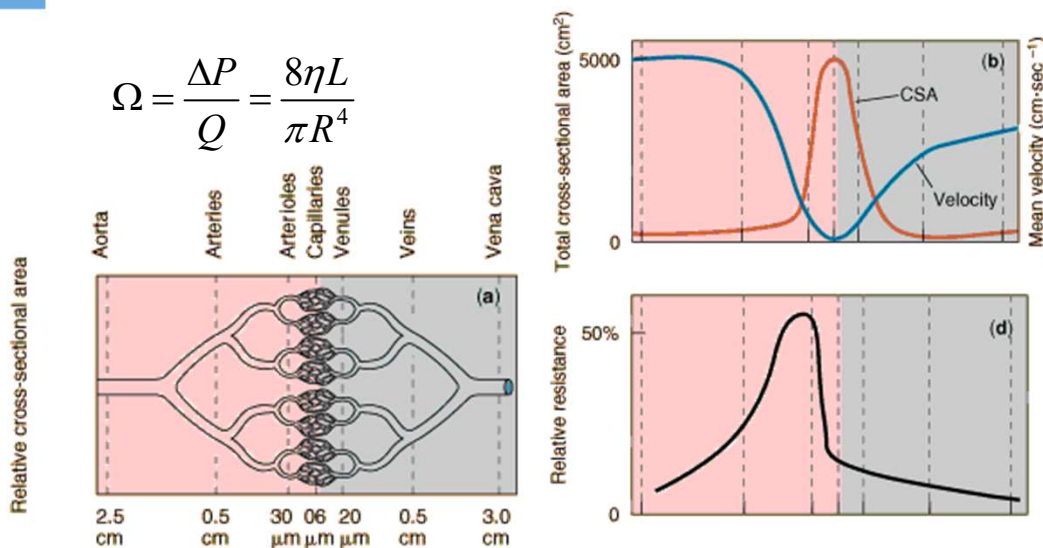 Ω = ΔP / Q = 8ηL / πR⁴
Aorta
Arteries
Arterioles
Capillaries
Venules
Veins
Vena cava
Relative cross-sectional area
(a)
2.5 cm
0.5 cm
30 μm
06 μm
20 μm
0.5 cm
3.0 cm
Total cross-sectional area (cm²)
5000
0
(b)
CSA
Velocity
Mean velocity (cm·sec⁻¹)
Relative resistance
50%
0
(d)